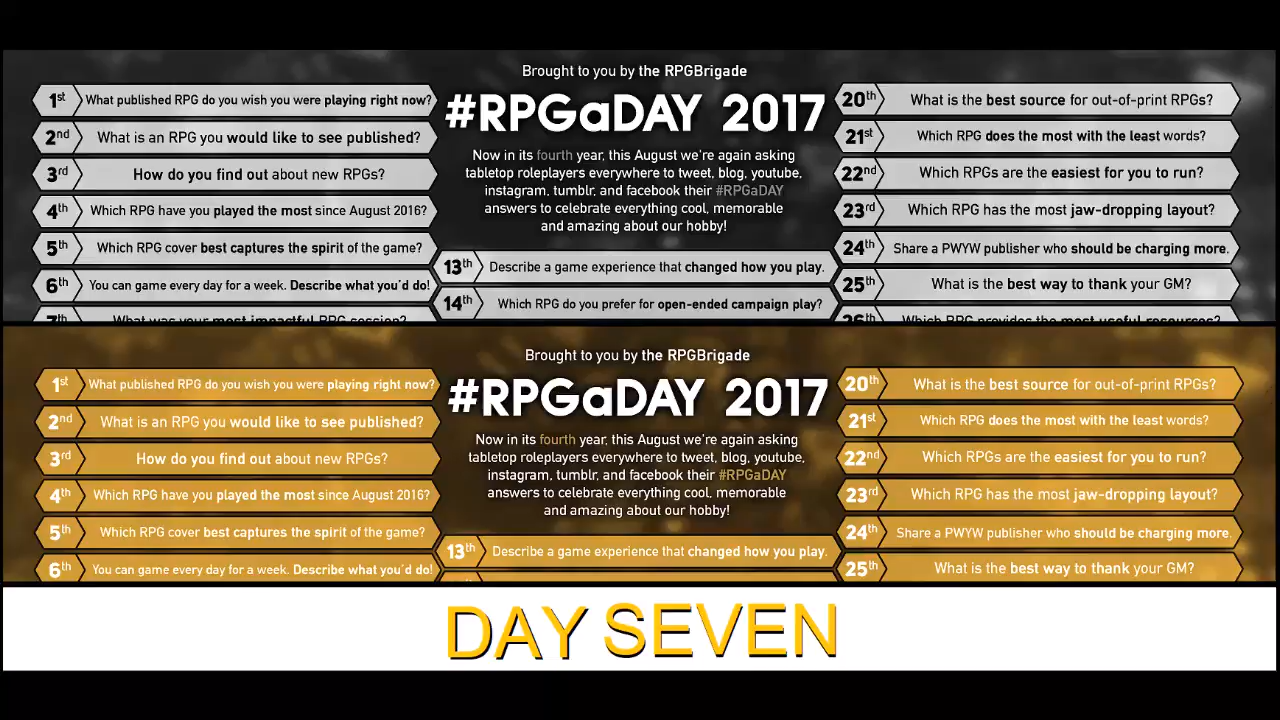 Brought to you by the RPGBrigade
#RPGaDAY 2017
Now in its fourth year, this August we're again asking
tabletop roleplayers everywhere to tweet, blog, youtube,
instagram, tumblr, and facebook their #RPGaDAY
answers to celebrate everything cool, memorable
and amazing about our hobby!
1st What published RPG do you wish you were playing right now?
2nd What is an RPG you would like to see published?
3rd How do you find out about new RPGs?
4th Which RPG have you played the most since August 2016?
5th Which RPG cover best captures the spirit of the game?
6th You can game every day for a week. Describe what you'd do!
7th What was your most impactful RPG session?
13th Describe a game experience that changed how you play.
14th Which RPG do you prefer for open-ended campaign play?
20th What is the best source for out-of-print RPGs?
21st Which RPG does the most with the least words?
22nd Which RPGs are the easiest for you to run?
23rd Which RPG has the most jaw-dropping layout?
24th Share a PWYW publisher who should be charging more.
25th What is the best way to thank your GM?
26th Which RPG provides the most useful resources?
Brought to you by the RPGBrigade
#RPGaDAY 2017
Now in its fourth year, this August we're again asking
tabletop roleplayers everywhere to tweet, blog, youtube,
instagram, tumblr, and facebook their #RPGaDAY
answers to celebrate everything cool, memorable
and amazing about our hobby!
1st What published RPG do you wish you were playing right now?
2nd What is an RPG you would like to see published?
3rd How do you find out about new RPGs?
4th Which RPG have you played the most since August 2016?
5th Which RPG cover best captures the spirit of the game?
6th You can game every day for a week. Describe what you'd do!
13th Describe a game experience that changed how you play.
20th What is the best source for out-of-print RPGs?
21st Which RPG does the most with the least words?
22nd Which RPGs are the easiest for you to run?
23rd Which RPG has the most jaw-dropping layout?
24th Share a PWYW publisher who should be charging more.
25th What is the best way to thank your GM?
DAY SEVEN